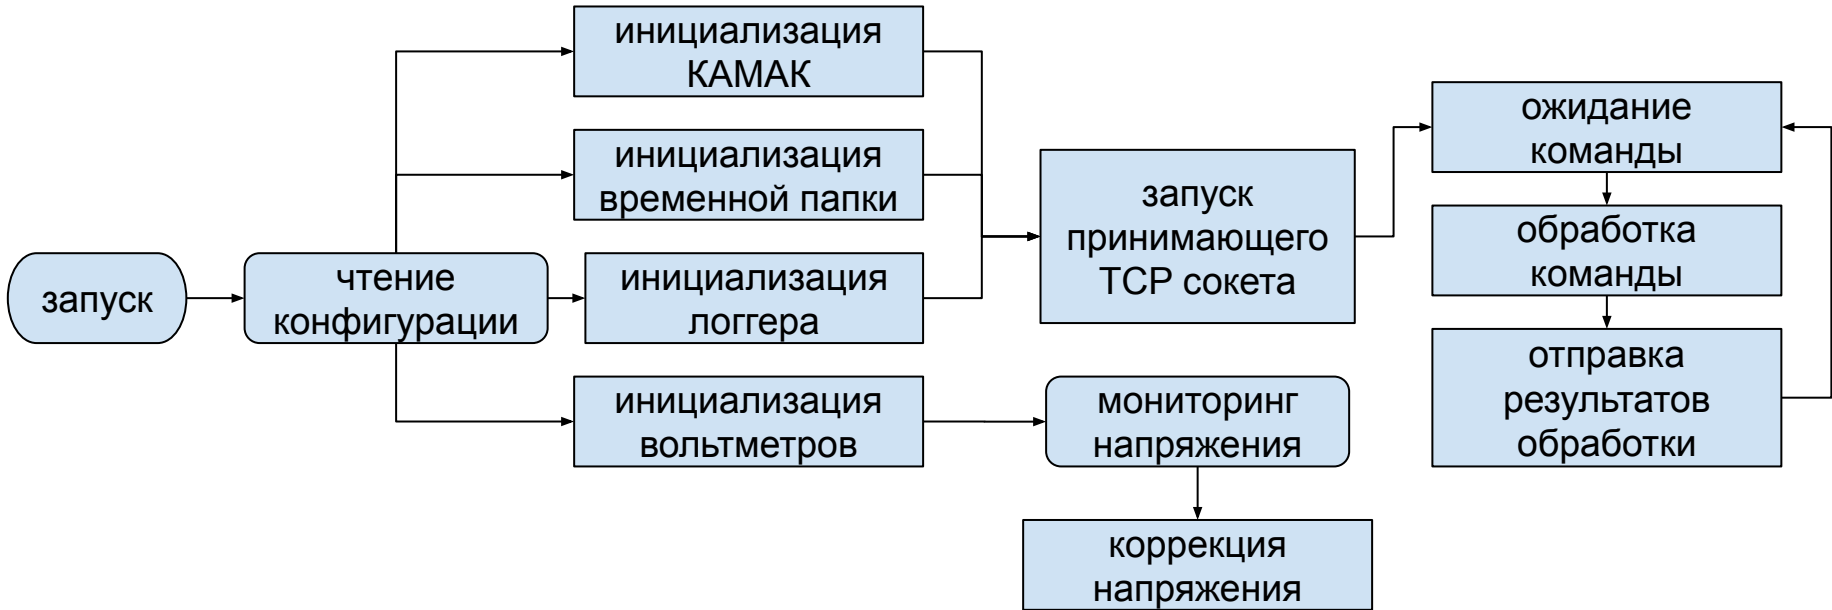 запуск
чтение
конфигурации
инициализация
КАМАК
инициализация
временной папки
инициализация
логгера
инициализация
вольтметров
запуск
принимающего
TCP сокета
мониторинг
напряжения
коррекция
напряжения
ожидание
команды
обработка
команды
отправка
результатов
обработки